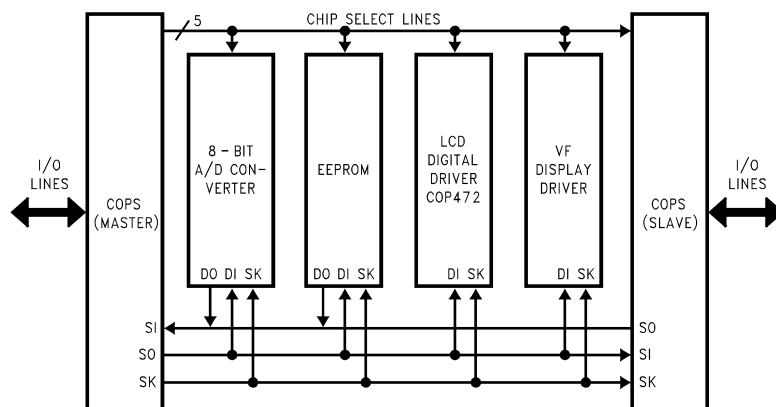 5
CHIP SELECT LINES
I/O
LINES
COPS
(MASTER)
8 – BIT
A/D CON-
VERTER
EEPROM
LCD
DIGITAL
DRIVER
COP472
VF
DISPLAY
DRIVER
COPS
(SLAVE)
I/O
LINES
DO DI SK
DO DI SK
DI SK
DI SK
SI
SO
SO
SI
SK
SK